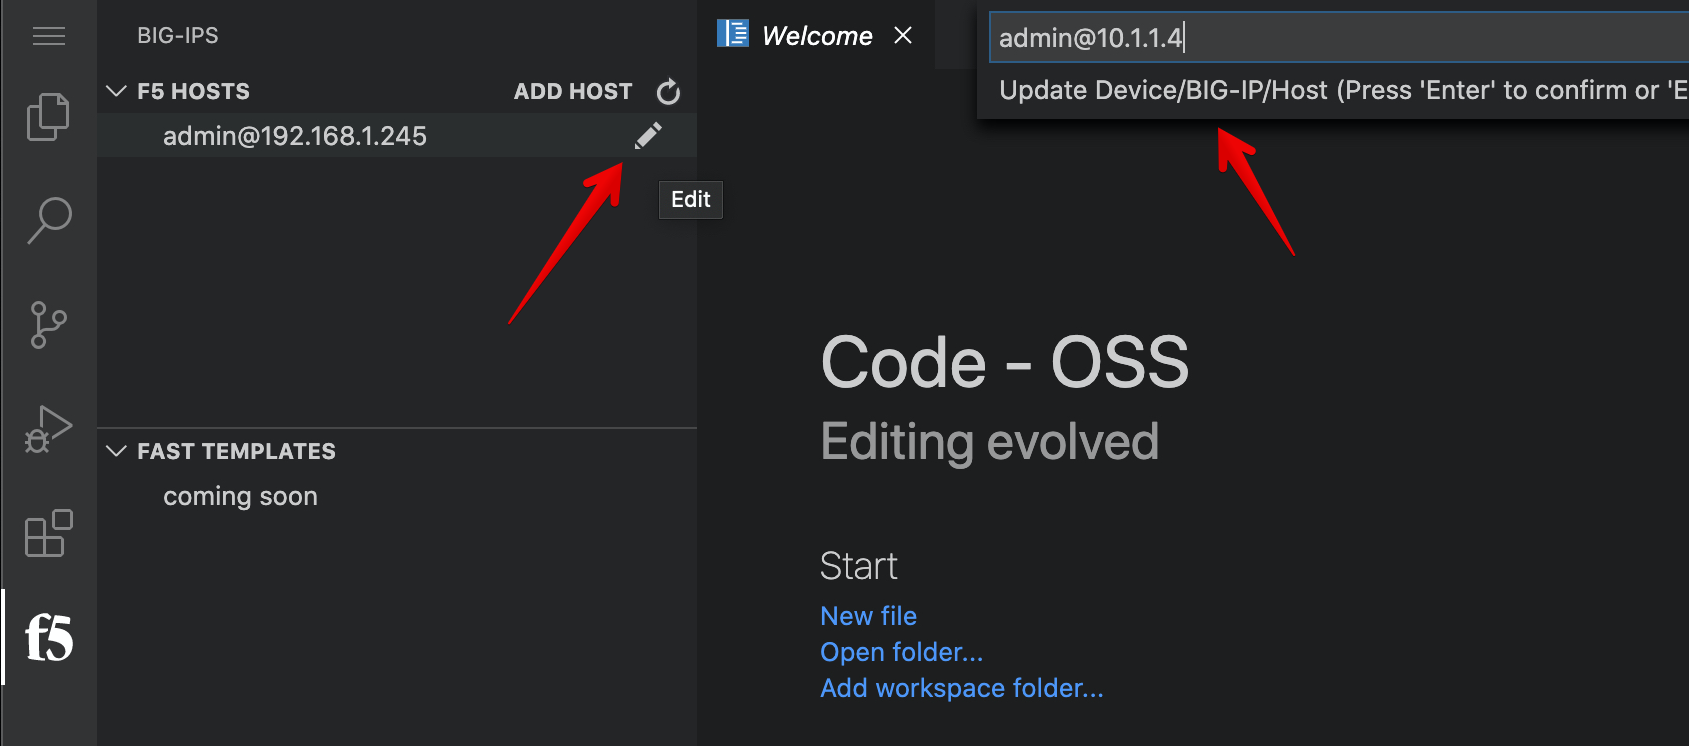 BIG-IPS
F5 HOSTS
ADD HOST
admin@192.168.1.245
Edit
FAST TEMPLATES
coming soon
f5
Welcome
admin@10.1.1.4
Update Device/BIG-IP/Host (Press 'Enter' to confirm or 'E
Code - OSS
Editing evolved
Start
New file
Open folder...
Add workspace folder...